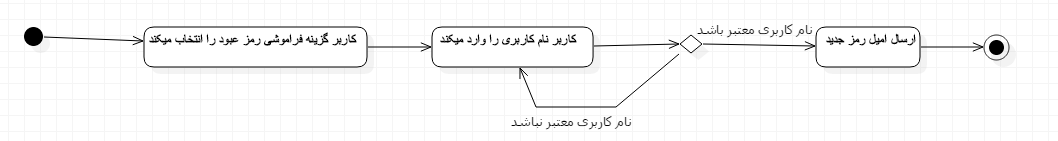 کاربر گزینه فراموشی رمز عبود را انتخاب میکند
کاربر نام کاربری را وارد میکند
نام کاربری معتبر باشد
ارسال امیل رمز جدید
نام کاربری معتبر نباشد